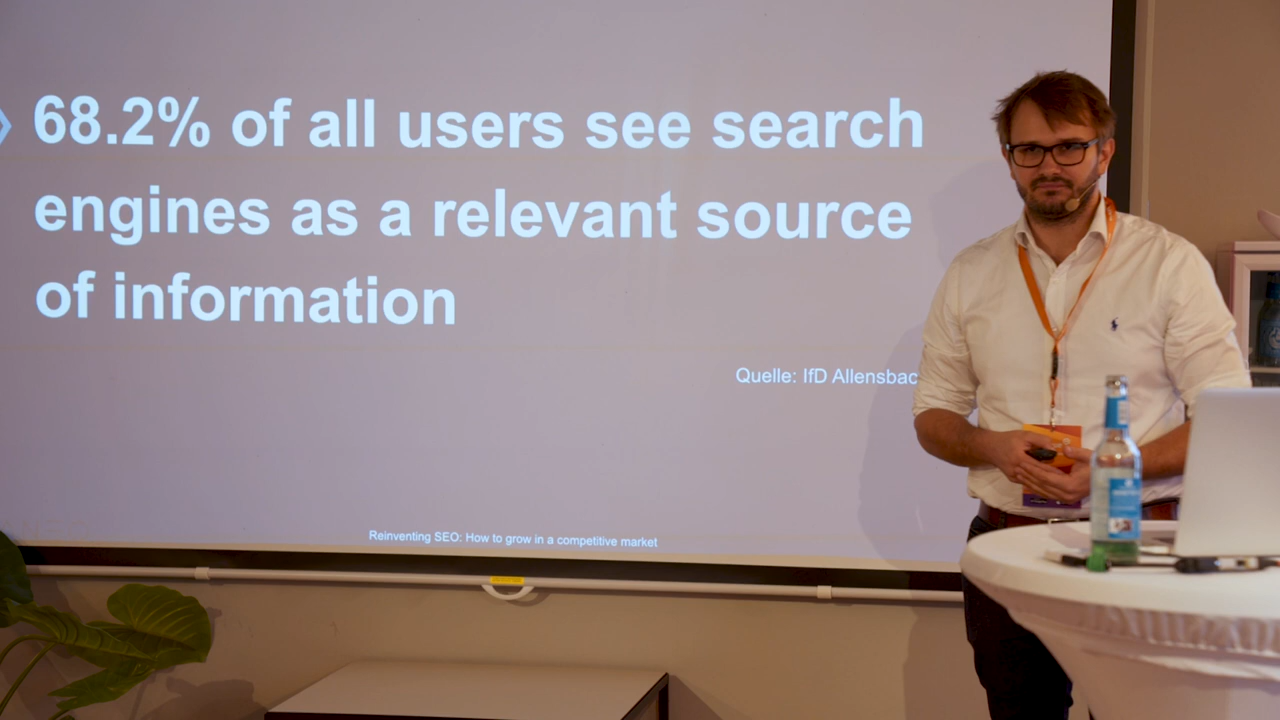 68.2% of all users see search
engines as a relevant source
of information
Quelle: IfD Allensbac
Reinventing SEO: How to grow in a competitive market